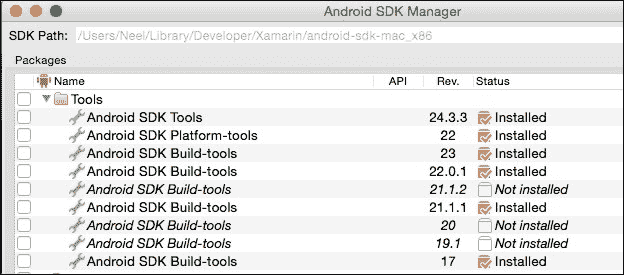 Android SDK Manager
SDK Path: /Users/Neel/Library/Developer/Xamarin/android-sdk-mac_x86
Packages
Name API Rev. Status
Tools
Android SDK Tools 24.3.3 Installed
Android SDK Platform-tools 22 Installed
Android SDK Build-tools 23 Installed
Android SDK Build-tools 22.0.1 Installed
Android SDK Build-tools 21.1.2 Not installed
Android SDK Build-tools 21.1.1 Installed
Android SDK Build-tools 20 Not installed
Android SDK Build-tools 19.1 Not installed
Android SDK Build-tools 17 Installed